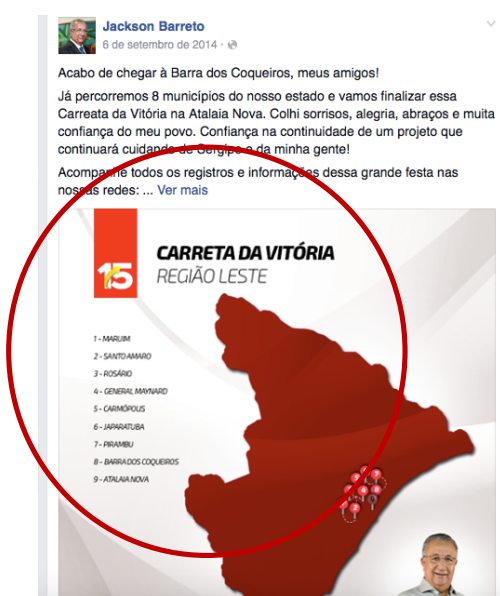 Jackson Barreto
6 de setembro de 2014 ·
Acabo de chegar à Barra dos Coqueiros, meus amigos!
Já percorremos 8 municípios do nosso estado e vamos finalizar essa
Carreata da Vitória na Atalaia Nova. Colhi sorrisos, alegria, abraços e muita
confiança do meu povo. Confiança na continuidade de um projeto que
continuará cuidando de Sergipe e da minha gente!
Acompanhe todos os registros e informações dessa grande festa nas
nossas redes: ... Ver mais
15
CARRETA DA VITÓRIA
REGIÃO LESTE
1 - MARUIM
2 - SANTO AMARO
3 - ROSÁRIO
4 - GENERAL MAYNARD
5 - CARMÓPOLIS
6 - JAPARATUBA
7 - PIRAMBU
8 - BARRA DOS COQUEIROS
9 - ATALAIA NOVA